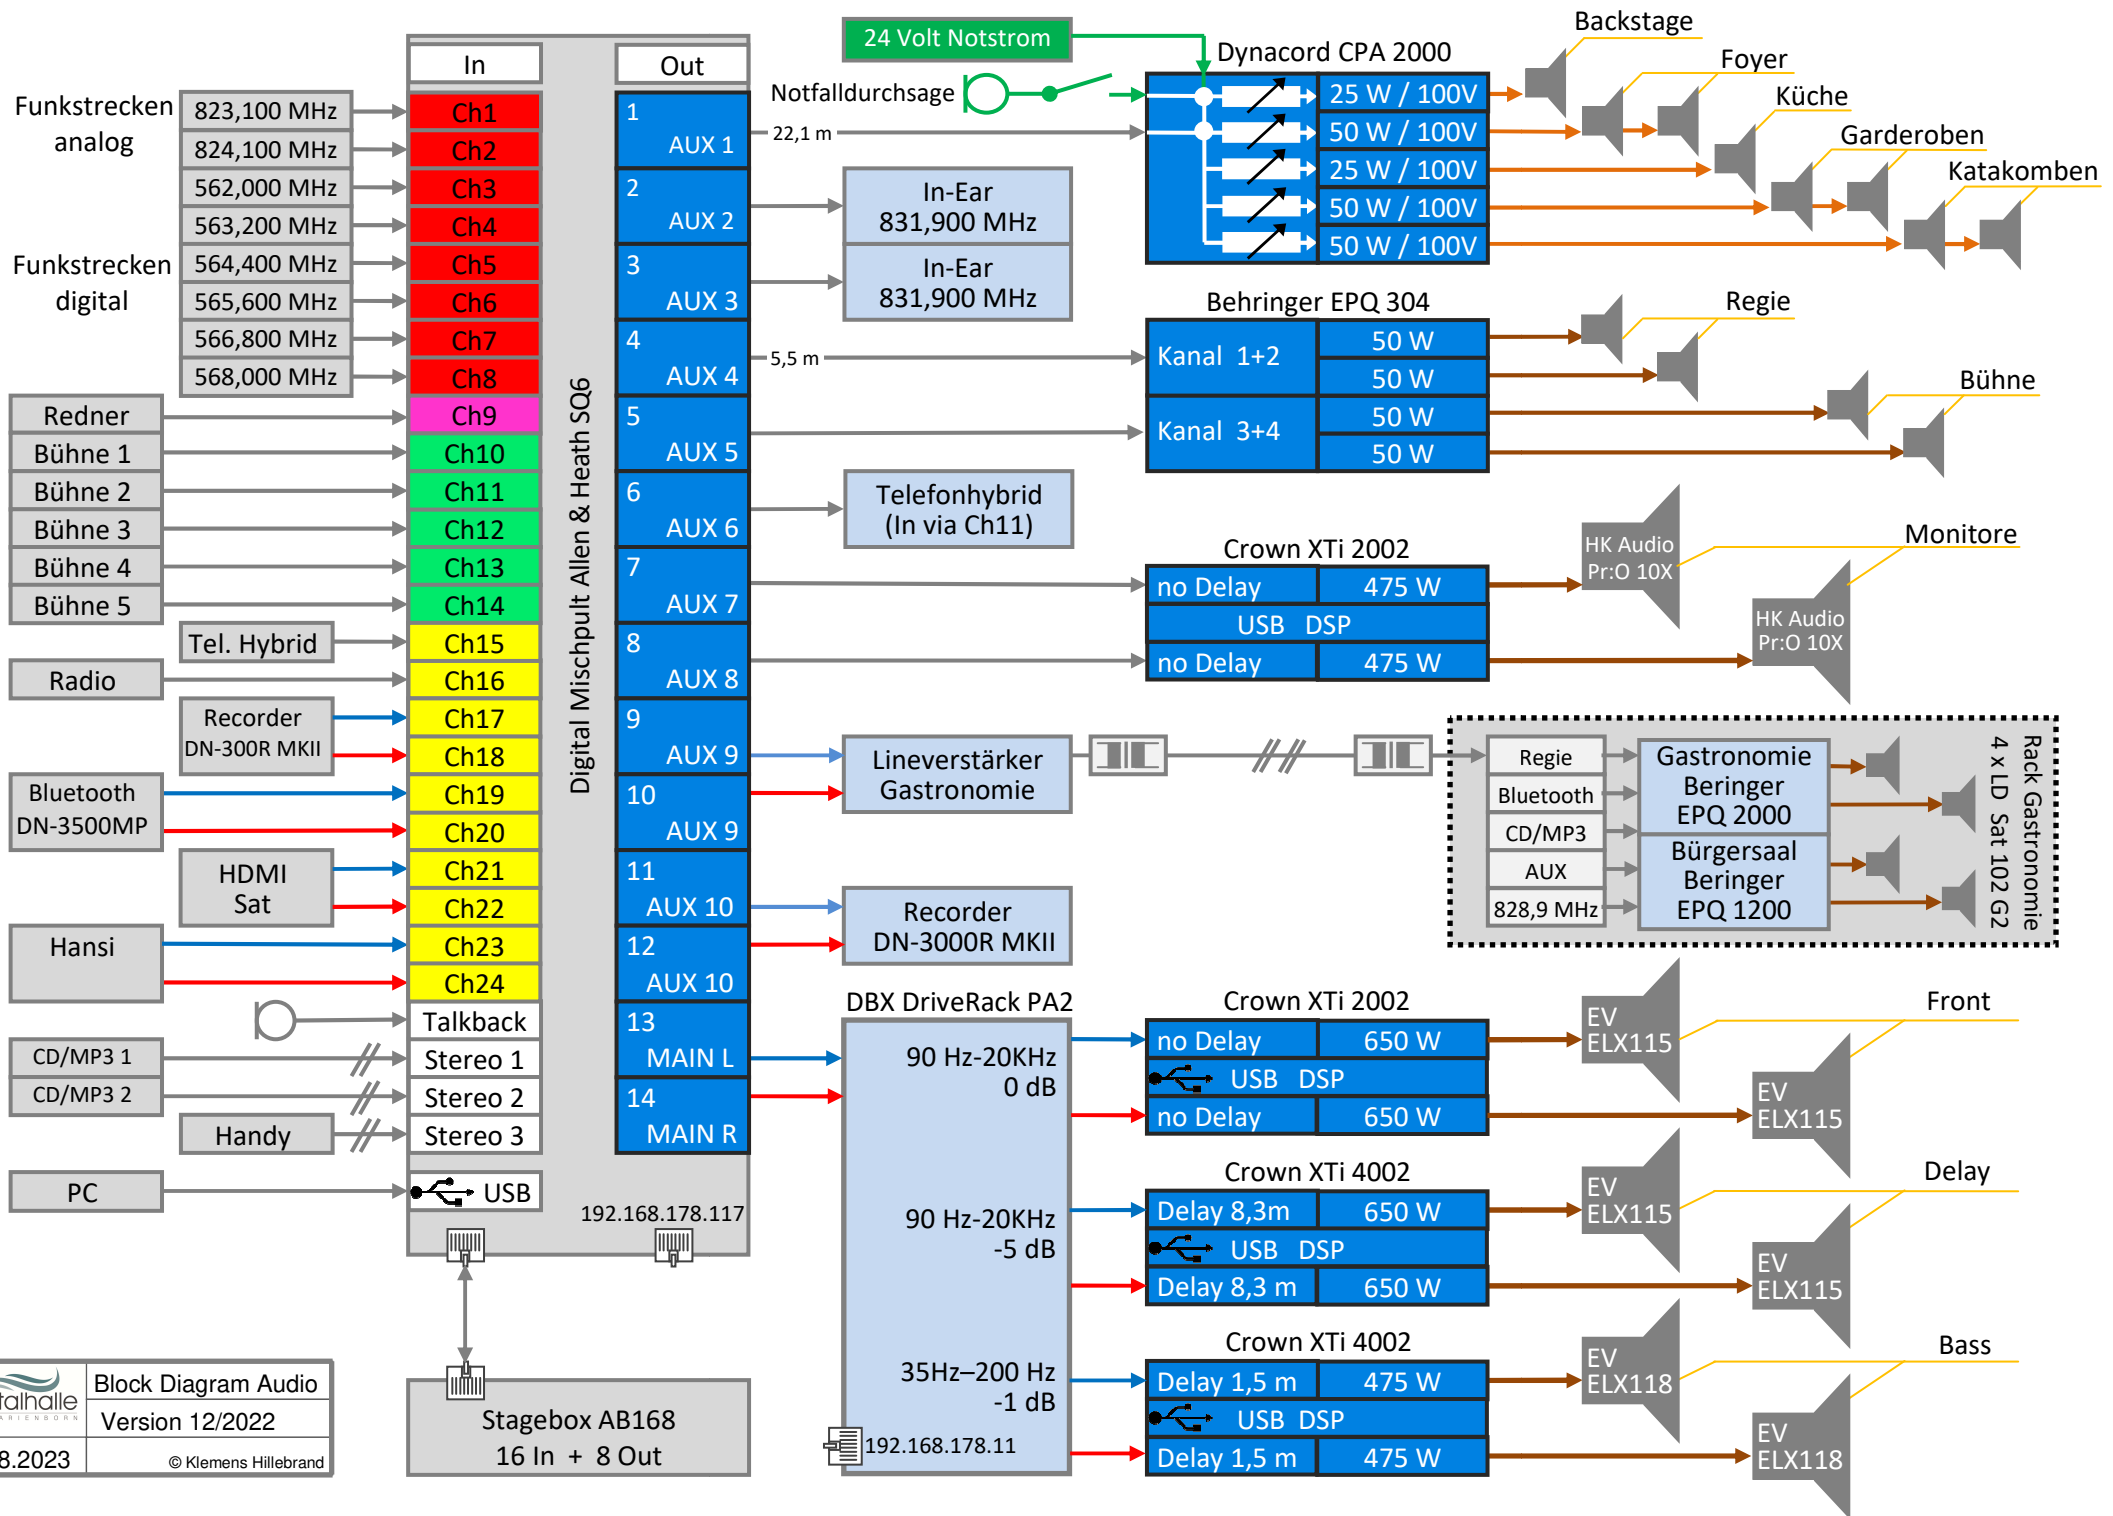 In
Out
Funkstrecken
analog
Funkstrecken
digital
823,100 MHz
824,100 MHz
562,000 MHz
563,200 MHz
564,400 MHz
565,600 MHz
566,800 MHz
568,000 MHz
Redner
Bühne 1
Bühne 2
Bühne 3
Bühne 4
Bühne 5
Tel. Hybrid
Radio
Recorder
DN-300R MKII
Bluetooth
DN-3500MP
HDMI
Sat
Hansi
CD/MP3 1
CD/MP3 2
Handy
PC
Ch1
Ch2
Ch3
Ch4
Ch5
Ch6
Ch7
Ch8
Ch9
Ch10
Ch11
Ch12
Ch13
Ch14
Ch15
Ch16
Ch17
Ch18
Ch19
Ch20
Ch21
Ch22
Ch23
Ch24
Talkback
Stereo 1
Stereo 2
Stereo 3
USB
Digital Mischpult Allen & Heath SQ6
192.168.178.117
1
AUX 1
2
AUX 2
3
AUX 3
4
AUX 4
5
AUX 5
6
AUX 6
7
AUX 7
8
AUX 8
9
AUX 9
10
AUX 9
11
AUX 10
12
AUX 10
13
MAIN L
14
MAIN R
Stagebox AB168
16 In + 8 Out
24 Volt Notstrom
Notfalldurchsage
22,1 m
In-Ear
831,900 MHz
In-Ear
831,900 MHz
5,5 m
Telefonhybrid
(In via Ch11)
Lineverstärker
Gastronomie
Recorder
DN-3000R MKII
DBX DriveRack PA2
90 Hz-20KHz
0 dB
90 Hz-20KHz
-5 dB
35Hz–200 Hz
-1 dB
192.168.178.11
Dynacord CPA 2000
25 W / 100V
50 W / 100V
25 W / 100V
50 W / 100V
50 W / 100V
Backstage
Foyer
Küche
Garderoben
Katakomben
Behringer EPQ 304
Kanal 1+2
50 W
50 W
Kanal 3+4
50 W
50 W
Regie
Bühne
Crown XTi 2002
no Delay
475 W
USB DSP
no Delay
475 W
HK Audio
Pr:O 10X
HK Audio
Pr:O 10X
Monitore
Regie
Bluetooth
CD/MP3
AUX
828,9 MHz
Gastronomie
Beringer
EPQ 2000
Bürgersaal
Beringer
EPQ 1200
Rack Gastronomie
4 x LD Sat 102 G2
Crown XTi 2002
no Delay
650 W
USB DSP
no Delay
650 W
EV
ELX115
EV
ELX115
Front
Crown XTi 4002
Delay 8,3m
650 W
USB DSP
Delay 8,3 m
650 W
EV
ELX115
EV
ELX115
Delay
Crown XTi 4002
Delay 1,5 m
475 W
USB DSP
Delay 1,5 m
475 W
EV
ELX118
EV
ELX118
Bass
talhalle
ARIENBORN
Block Diagram Audio
Version 12/2022
8.2023
© Klemens Hillebrand